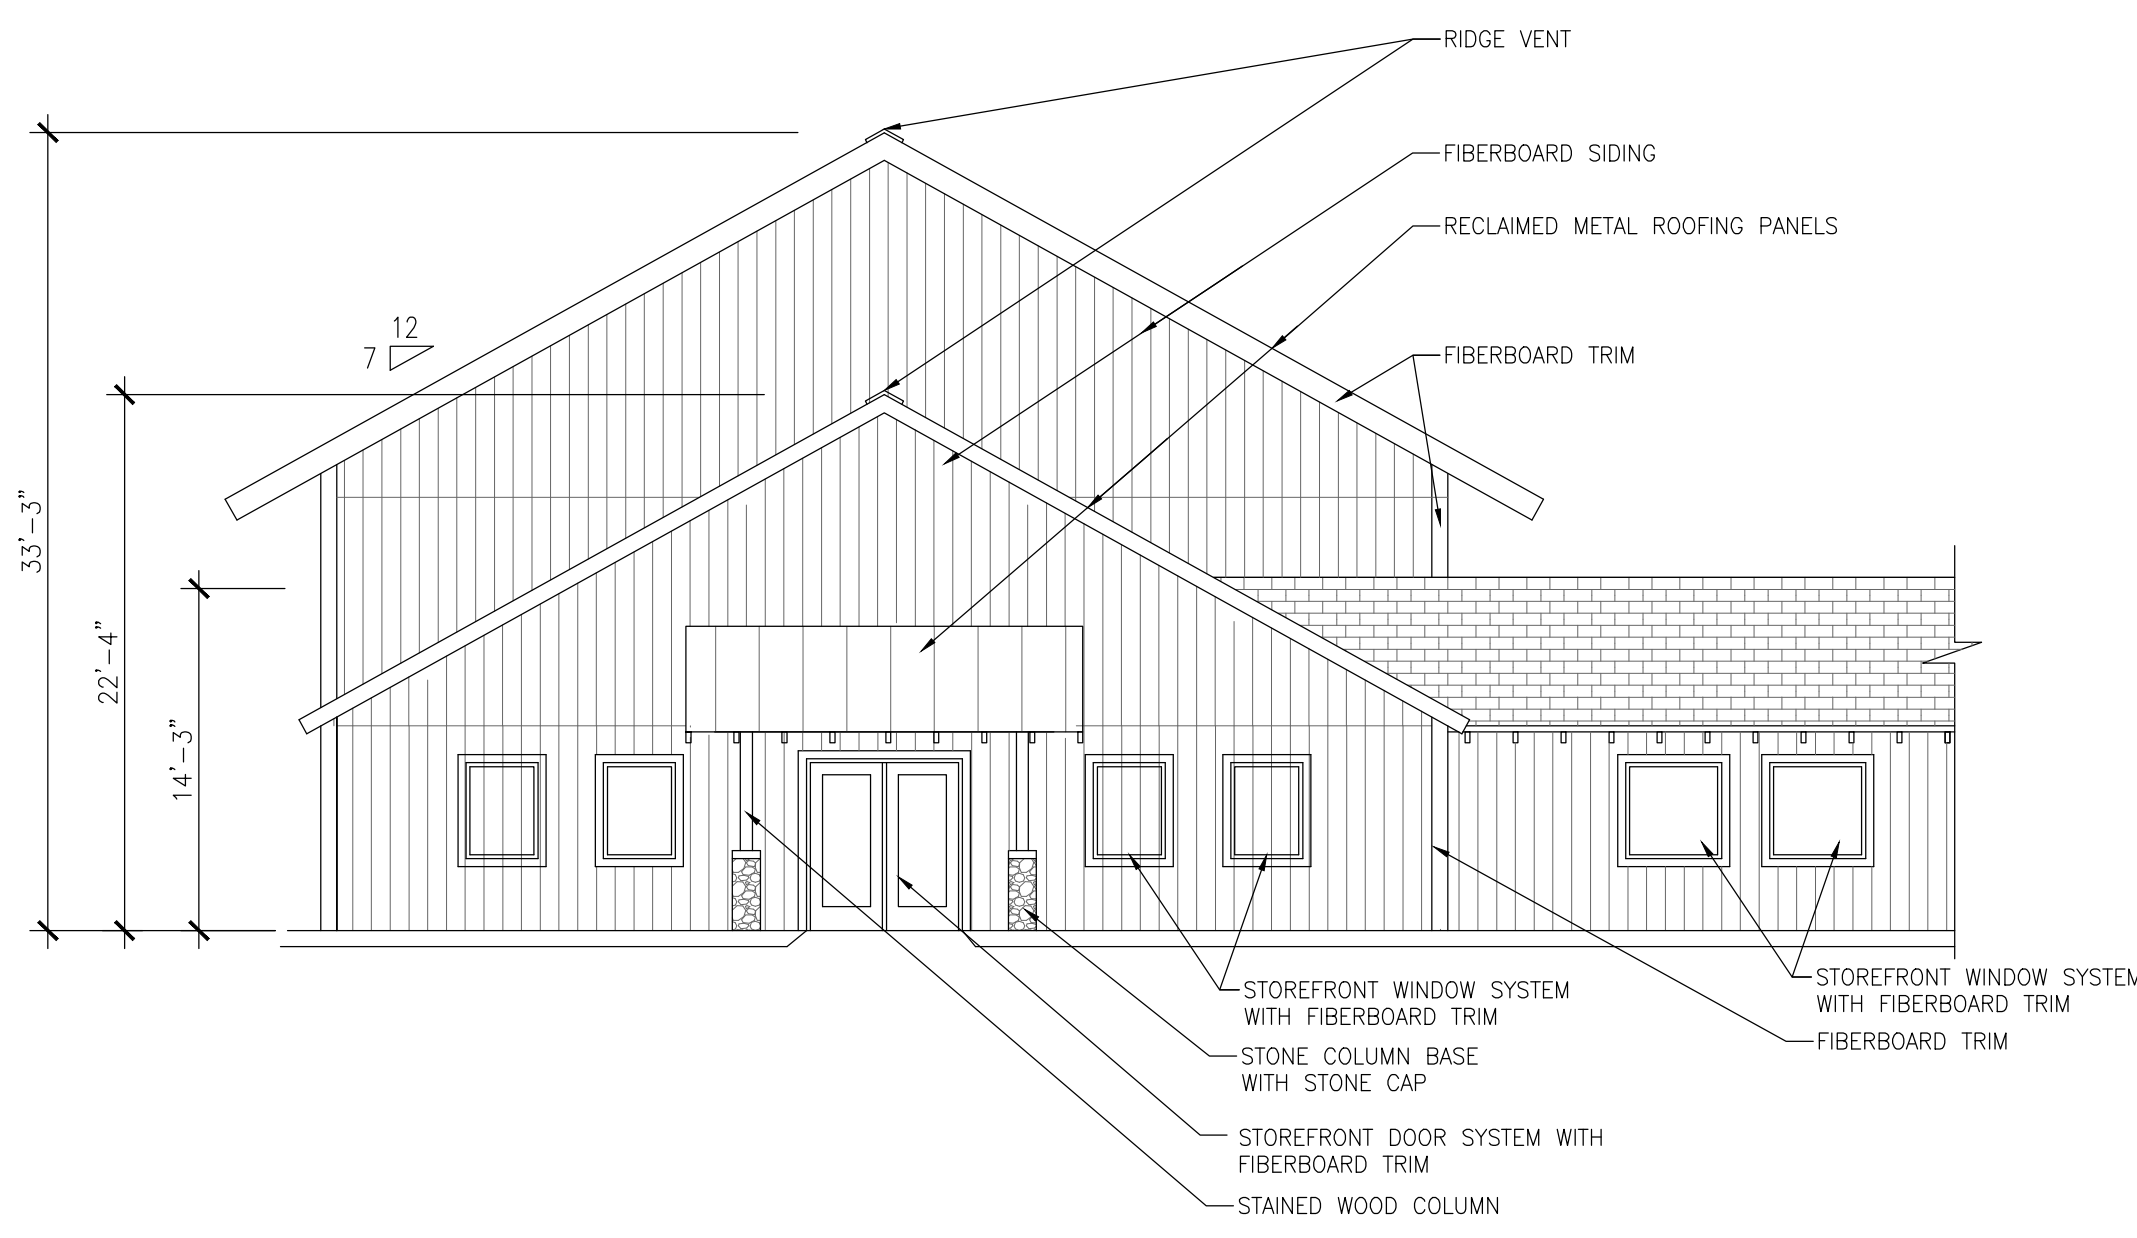 RIDGE VENT
FIBERBOARD SIDING
RECLAIMED METAL ROOFING PANELS
12
7
FIBERBOARD TRIM
33'-3"
22'-4"
14'-3"
STOREFRONT WINDOW SYSTEM
WITH FIBERBOARD TRIM
STOREFRONT WINDOW SYSTEM
WITH FIBERBOARD TRIM
FIBERBOARD TRIM
STONE COLUMN BASE
WITH STONE CAP
STOREFRONT DOOR SYSTEM WITH
FIBERBOARD TRIM
STAINED WOOD COLUMN